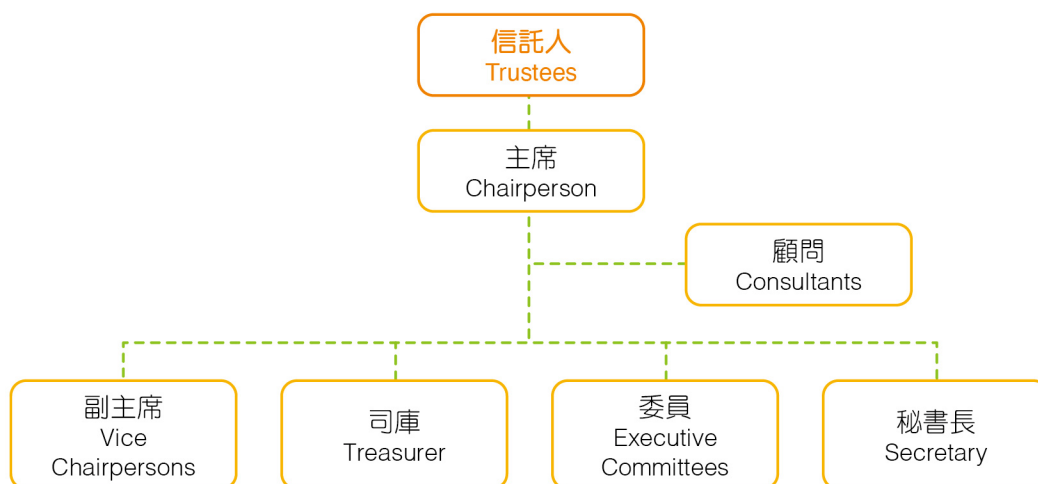 信託人
Trustees
主席
Chairperson
顧問
Consultants
副主席
Vice
Chairpersons
司庫
Treasurer
委員
Executive
Committees
秘書長
Secretary